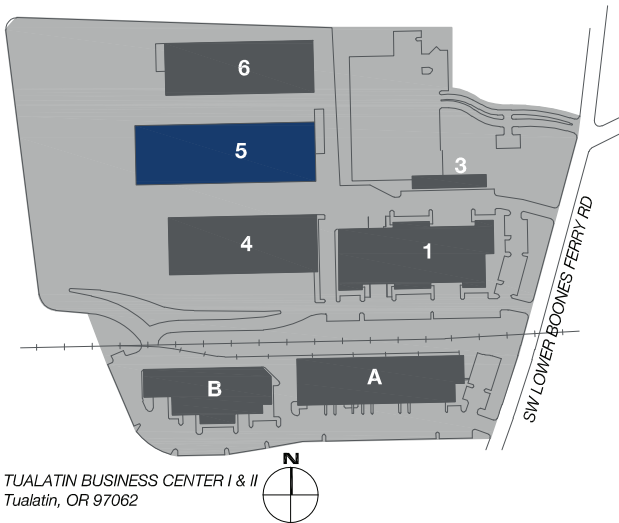 6
5
3
4
1
SW LOWER BOONES FERRY RD
B
A
N
TUALATIN BUSINESS CENTER I & II
Tualatin, OR 97062